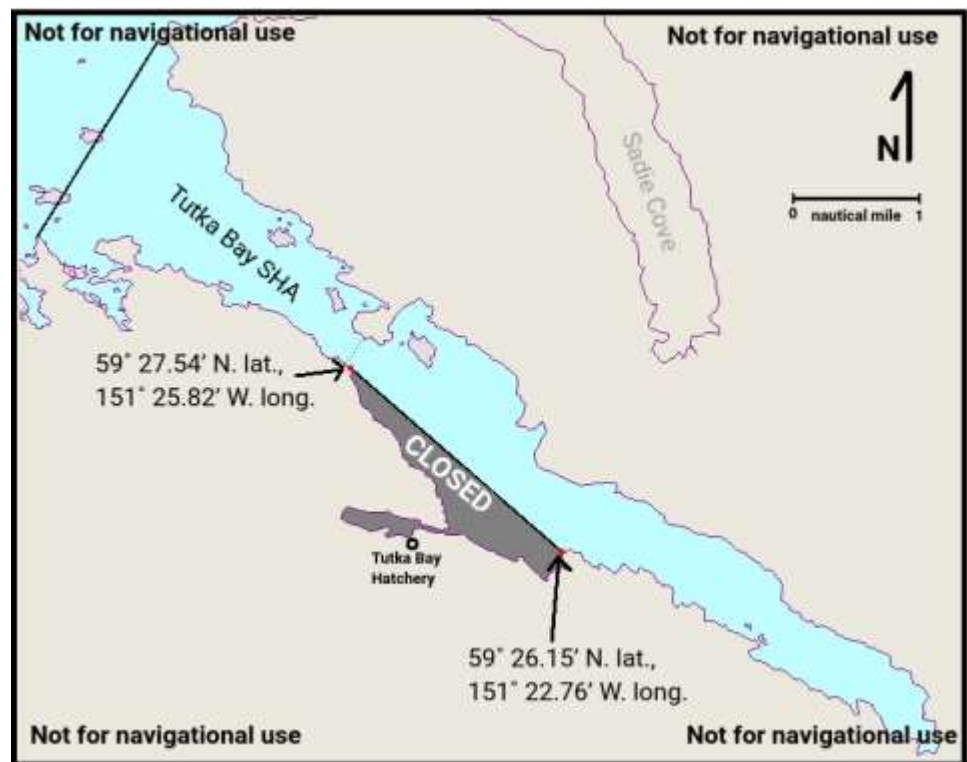 Not for navigational use
Not for navigational use
N
0 nautical mile 1
Sadie Cove
Tutka Bay SHA
59˚ 27.54’ N. lat.,
151˚ 25.82’ W. long.
CLOSED
Tutka Bay
Hatchery
59˚ 26.15’ N. lat.,
151˚ 22.76’ W. long.
Not for navigational use
Not for navigational use